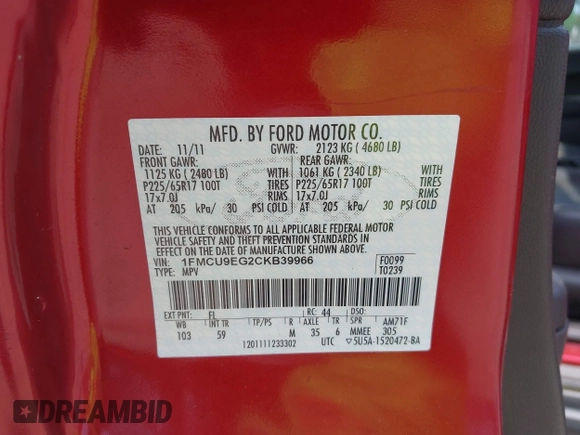 MFD. BY FORD MOTOR CO.
DATE: 11/11 GVWR: 2123 KG ( 4680 LB)
FRONT GAWR: REAR GAWR:
1125 KG ( 2480 LB) WITH 1061 KG ( 2340 LB) WITH
P225/65R17 100T TIRES P225/65R17 100T TIRES
17x7.0J RIMS 17x7.0J RIMS
AT 205 kPa/ 30 PSI COLD AT 205 kPa/ 30 PSI COLD
THIS VEHICLE CONFORMS TO ALL APPLICABLE FEDERAL MOTOR
VEHICLE SAFETY AND THEFT PREVENTION STANDARDS IN
EFFECT ON THE DATE OF MANUFACTURE SHOWN ABOVE.
VIN: 1FMCU9EG2CKB39966 F0099
TYPE: MPV T0239
EXT PNT: FL RC: 44 DSO:
WB INT TR TP/PS R AXLE TR SPR AM71F
103 59 M 35 6 MMEE 305
1201111233302 UTC 5U5A-1520472-BA
DREAMBID